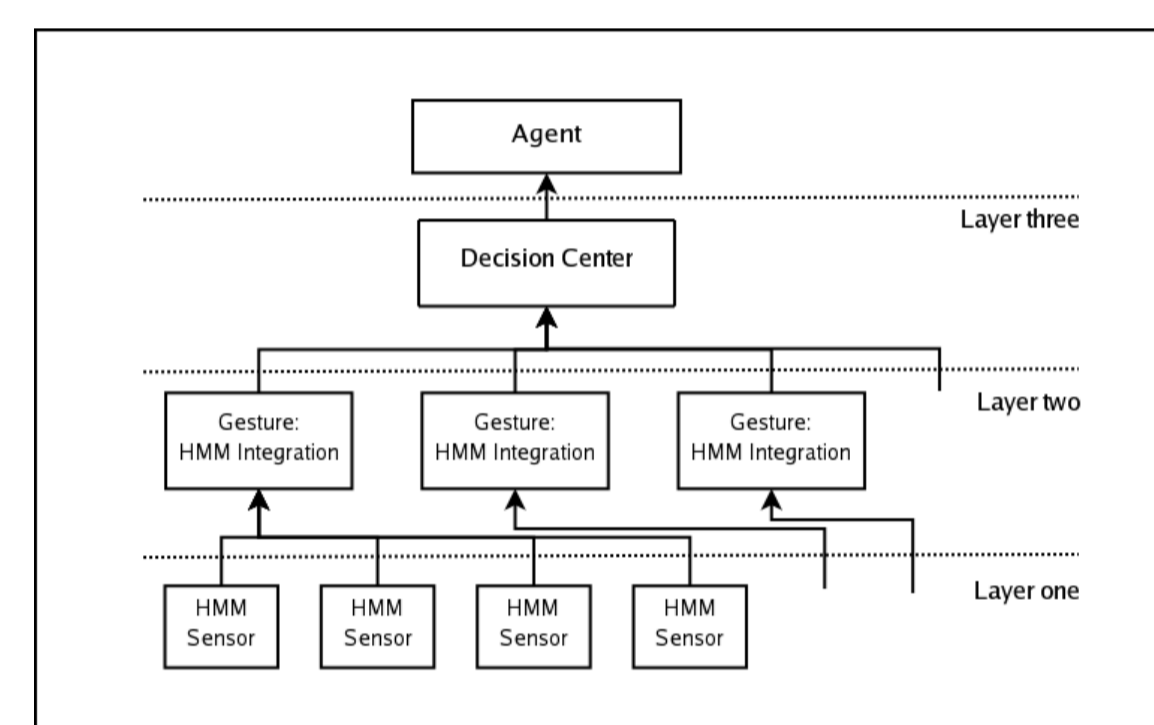 Agent
Layer three
Decision Center
Layer two
Gesture:
HMM Integration
Gesture:
HMM Integration
Gesture:
HMM Integration
Layer one
HMM
Sensor
HMM
Sensor
HMM
Sensor
HMM
Sensor